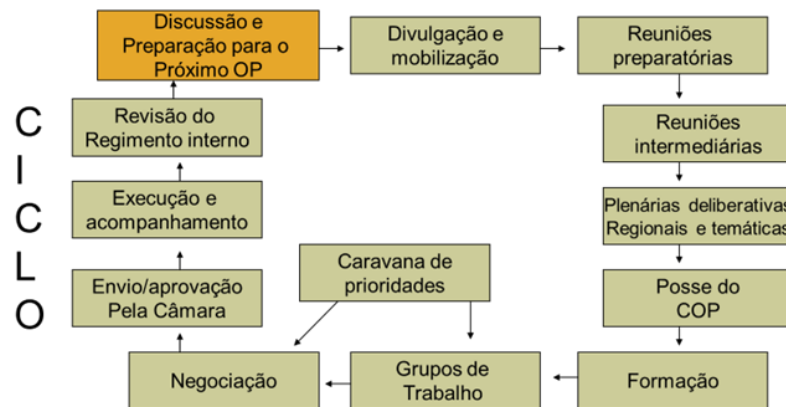 CICLO
Discussão e
Preparação para o
Próximo OP
Divulgação e
mobilização
Reuniões
preparatórias
Reuniões
intermediárias
Plenárias deliberativas
Regionais e temáticas
Posse do
COP
Formação
Grupos de
Trabalho
Caravana de
prioridades
Negociação
Envio/aprovação
Pela Câmara
Execução e
acompanhamento
Revisão do
Regimento interno